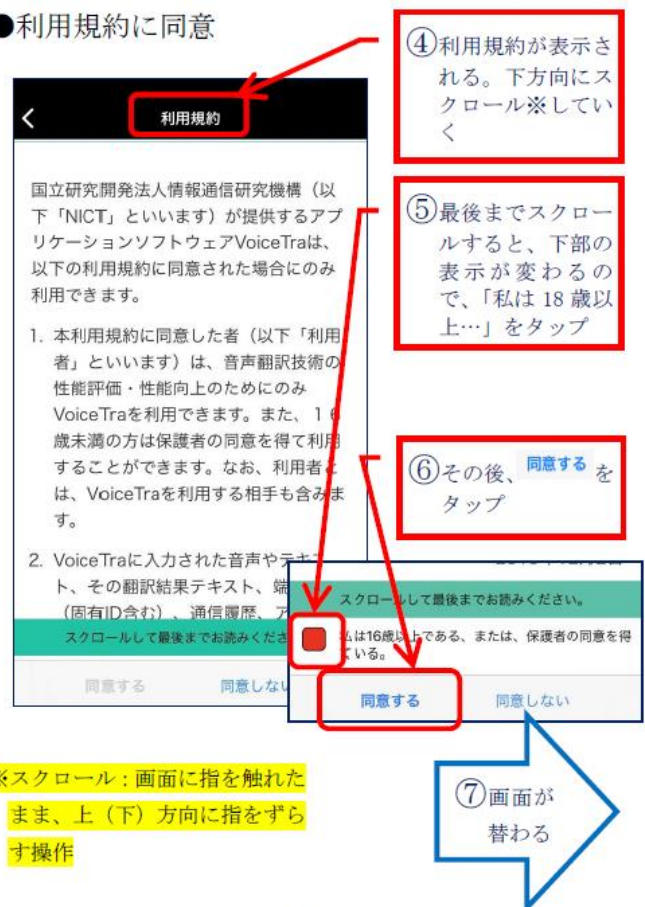 ●利用規約に同意
④利用規約が表示さ
れる。下方向にス
クロール※してい
く
利用規約
国立研究開発法人情報通信研究機構（以
下「NICT」といいます）が提供するアプ
リケーションソフトウェアVoiceTraは、
以下の利用規約に同意された場合にのみ
利用できます。
1. 本利用規約に同意した者（以下「利用
者」といいます）は、音声翻訳技術の
性能評価・性能向上のためにのみ
VoiceTraを利用できます。また、１６
歳未満の方は保護者の同意を得て利用
することができます。なお、利用者と
は、VoiceTraを利用する相手も含みま
す。
2. VoiceTraに入力された音声やテキス
ト、その翻訳結果テキスト、端
（固有ID含む）、通信履歴、ア
スクロールして最後までお読みくださ
同意する 同意しない
⑤最後までスクロー
ルすると、下部の
表示が変わるの
で、「私は 18 歳以
上…」をタップ
⑥その後、同意する を
タップ
スクロールして最後までお読みください。
私は16歳以上である、または、保護者の同意を得
ている。
同意する 同意しない
※スクロール：画面に指を触れた
まま、上（下）方向に指をずら
す操作
⑦画面が
替わる